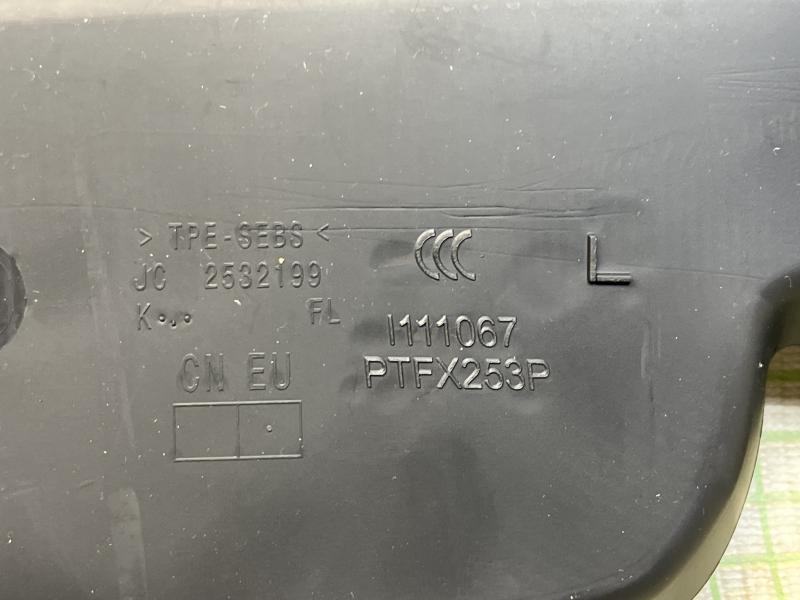 > TPE-SEBS <
JC 2532199
K FL
CN EU
CCC
I111067
PTFX253P
L